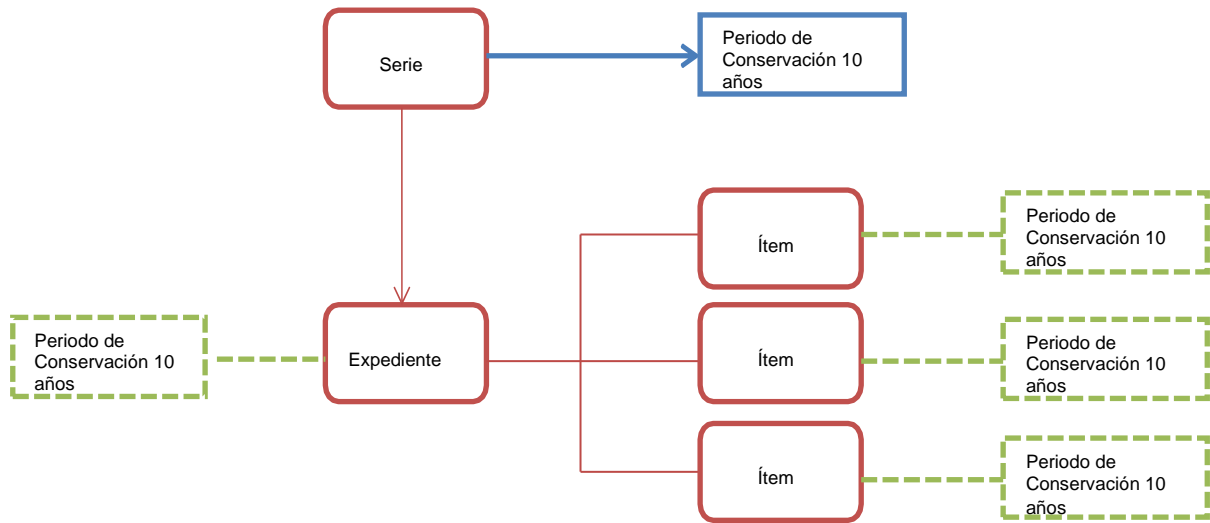 Serie
Periodo de
Conservación 10
años
Ítem
Periodo de
Conservación 10
años
Periodo de
Conservación 10
años
Expediente
Ítem
Periodo de
Conservación 10
años
Ítem
Periodo de
Conservación 10
años